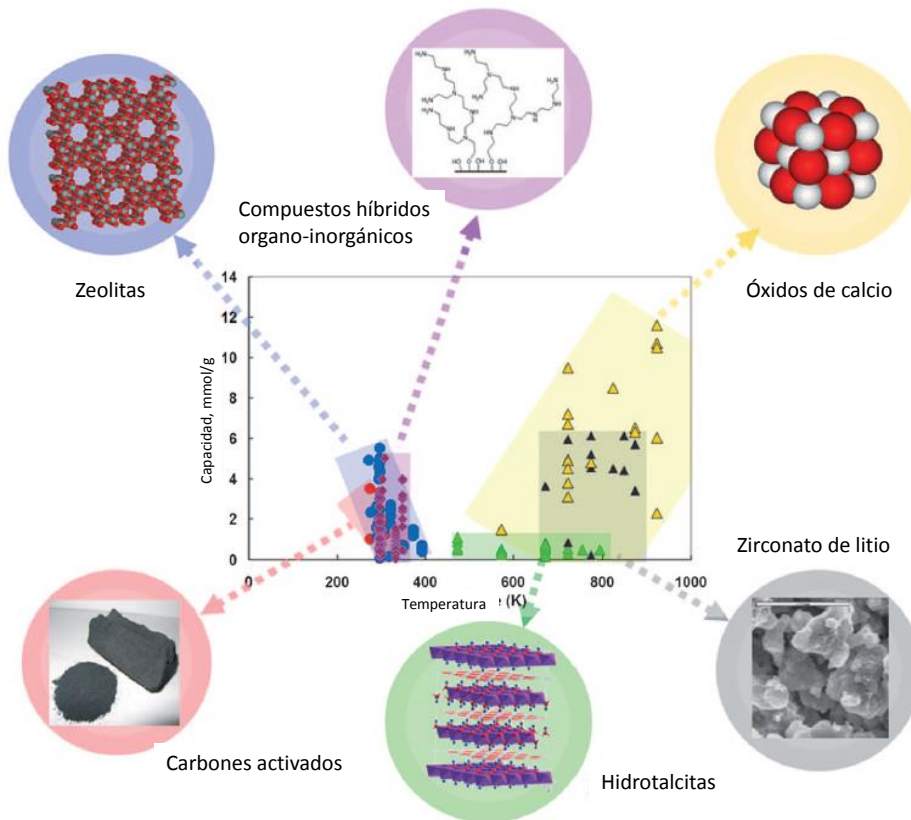 Compuestos híbridos
organo-inorgánicos
Zeolitas
Óxidos de calcio
14
12
10
8
6
4
2
0
Capacidad, mmol/g
0
200
400
600
800
1000
Temperatura
(K)
Zirconato de litio
Carbones activados
Hidrotalcitas